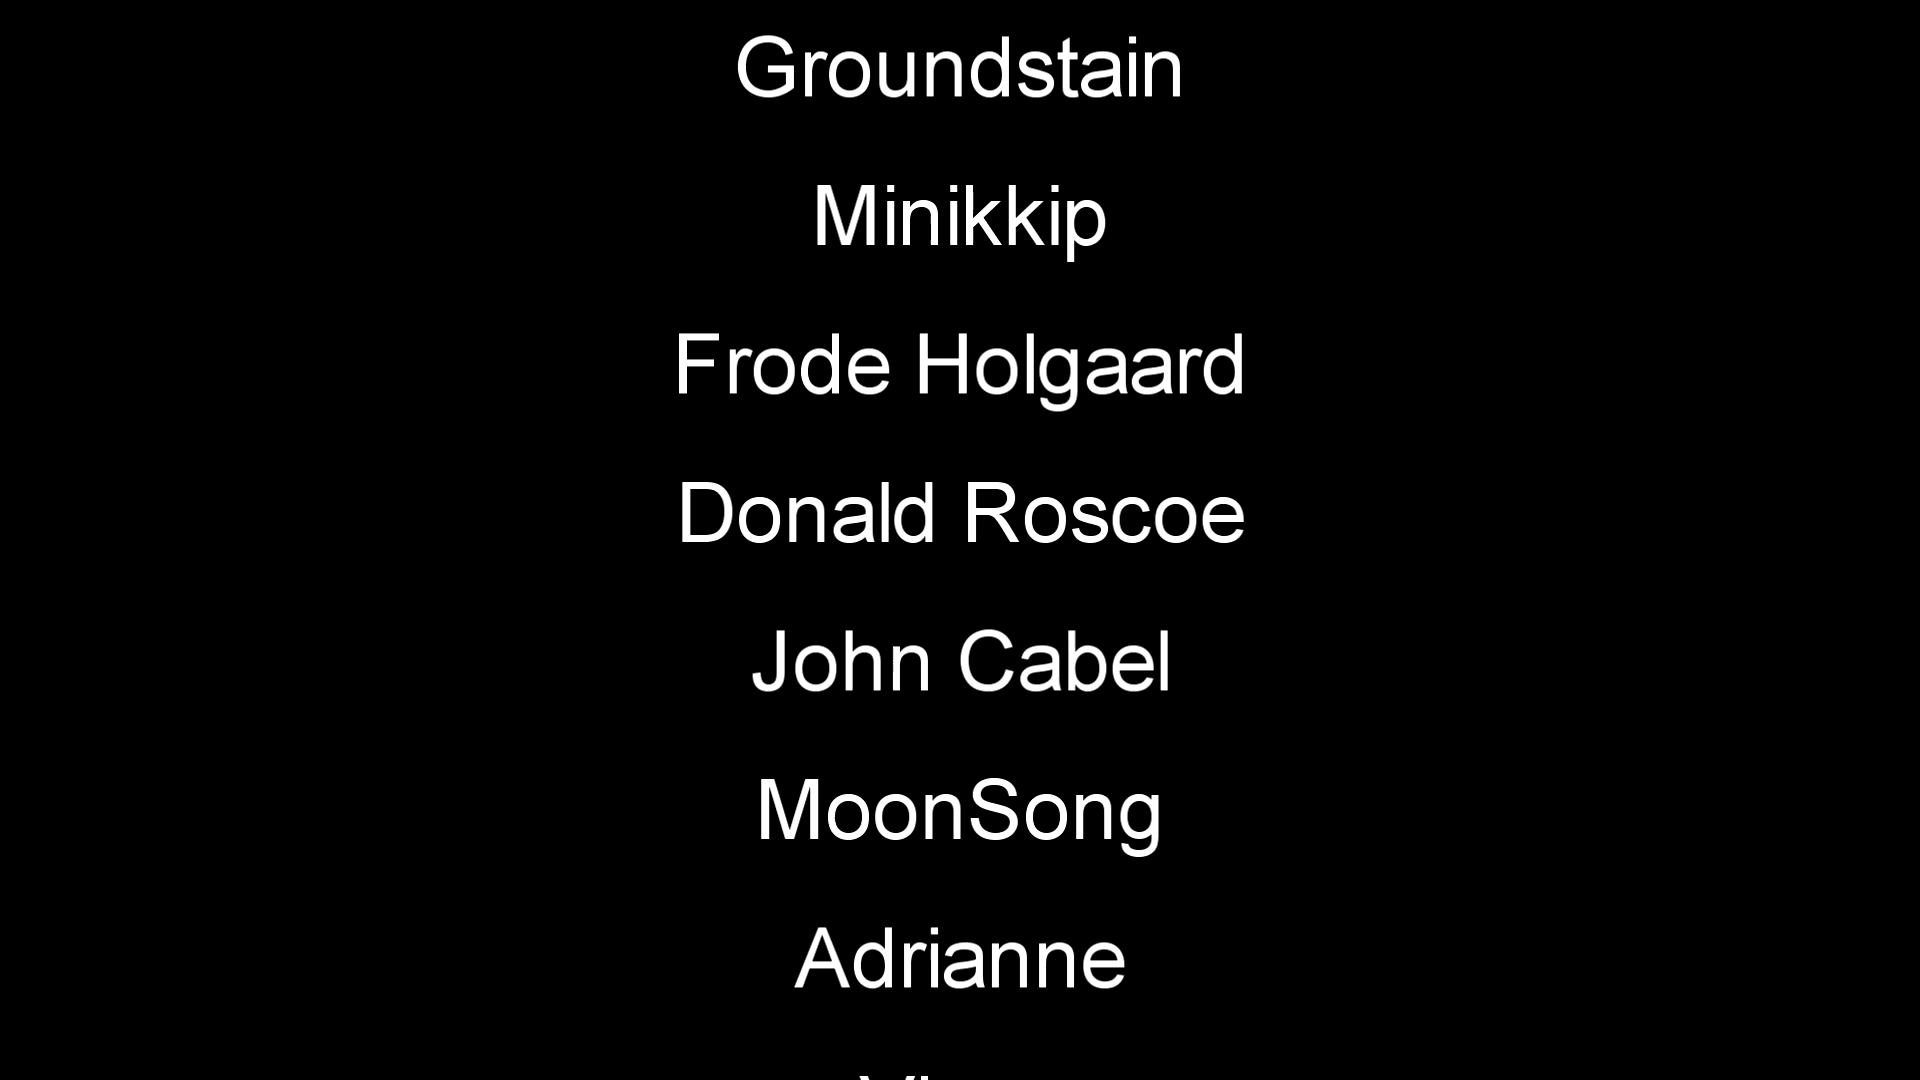 Groundstain
Minikkip
Frode Holgaard
Donald Roscoe
John Cabel
MoonSong
Adrianne